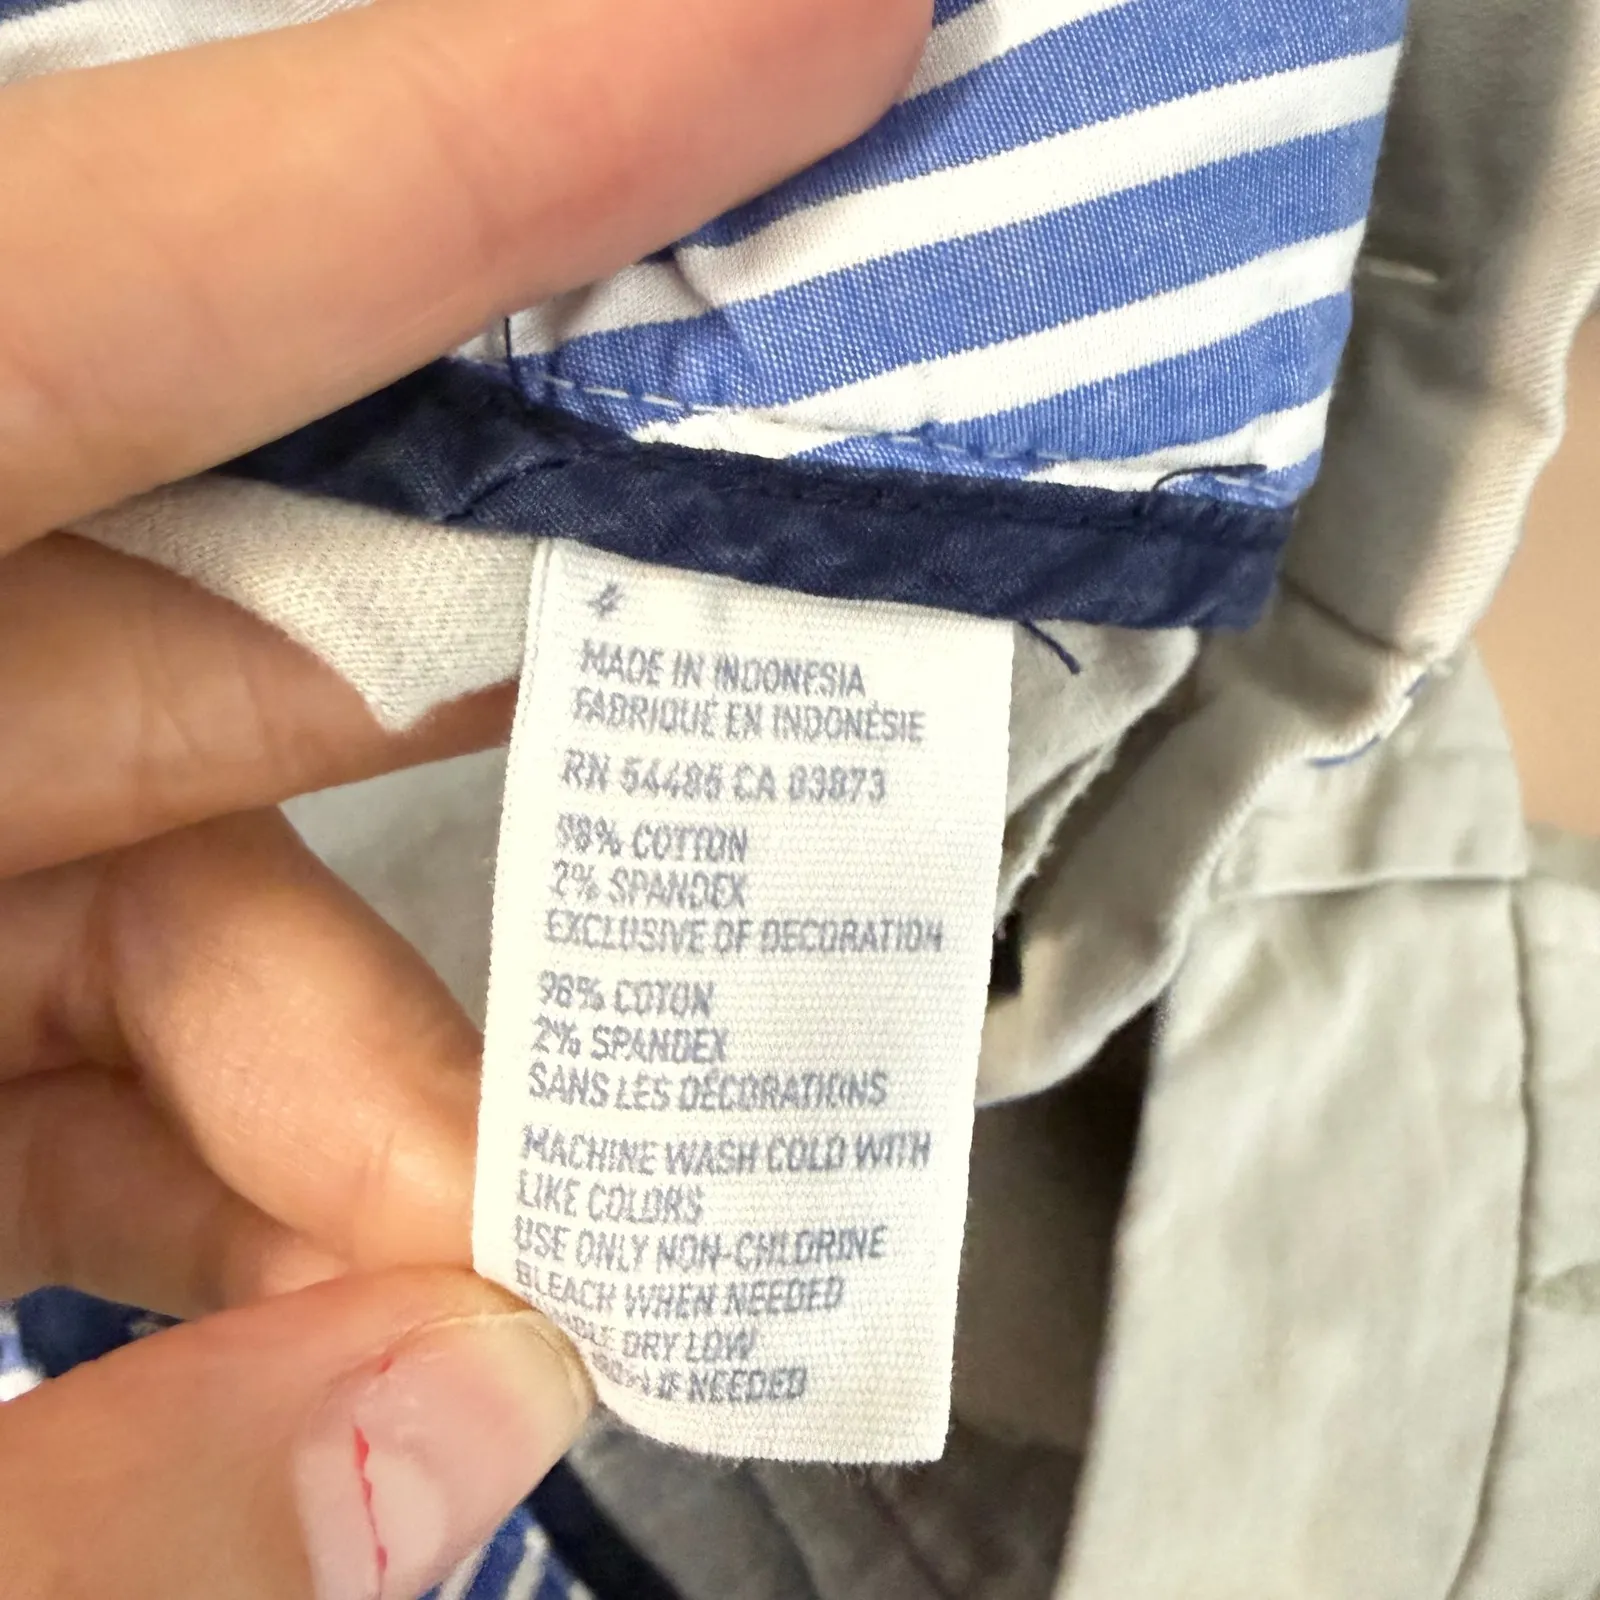 4
MADE IN INDONESIA
FABRIQUÉ EN INDONÉSIE
RN 54485 CA 03873
98% COTTON
2% SPANDEX
EXCLUSIVE OF DECORATION
98% COTON
2% SPANDEX
SANS LES DÉCORATIONS
MACHINE WASH COLD WITH
LIKE COLORS
USE ONLY NON-CHLORINE
BLEACH WHEN NEEDED
DRY LOW
IF NEEDED